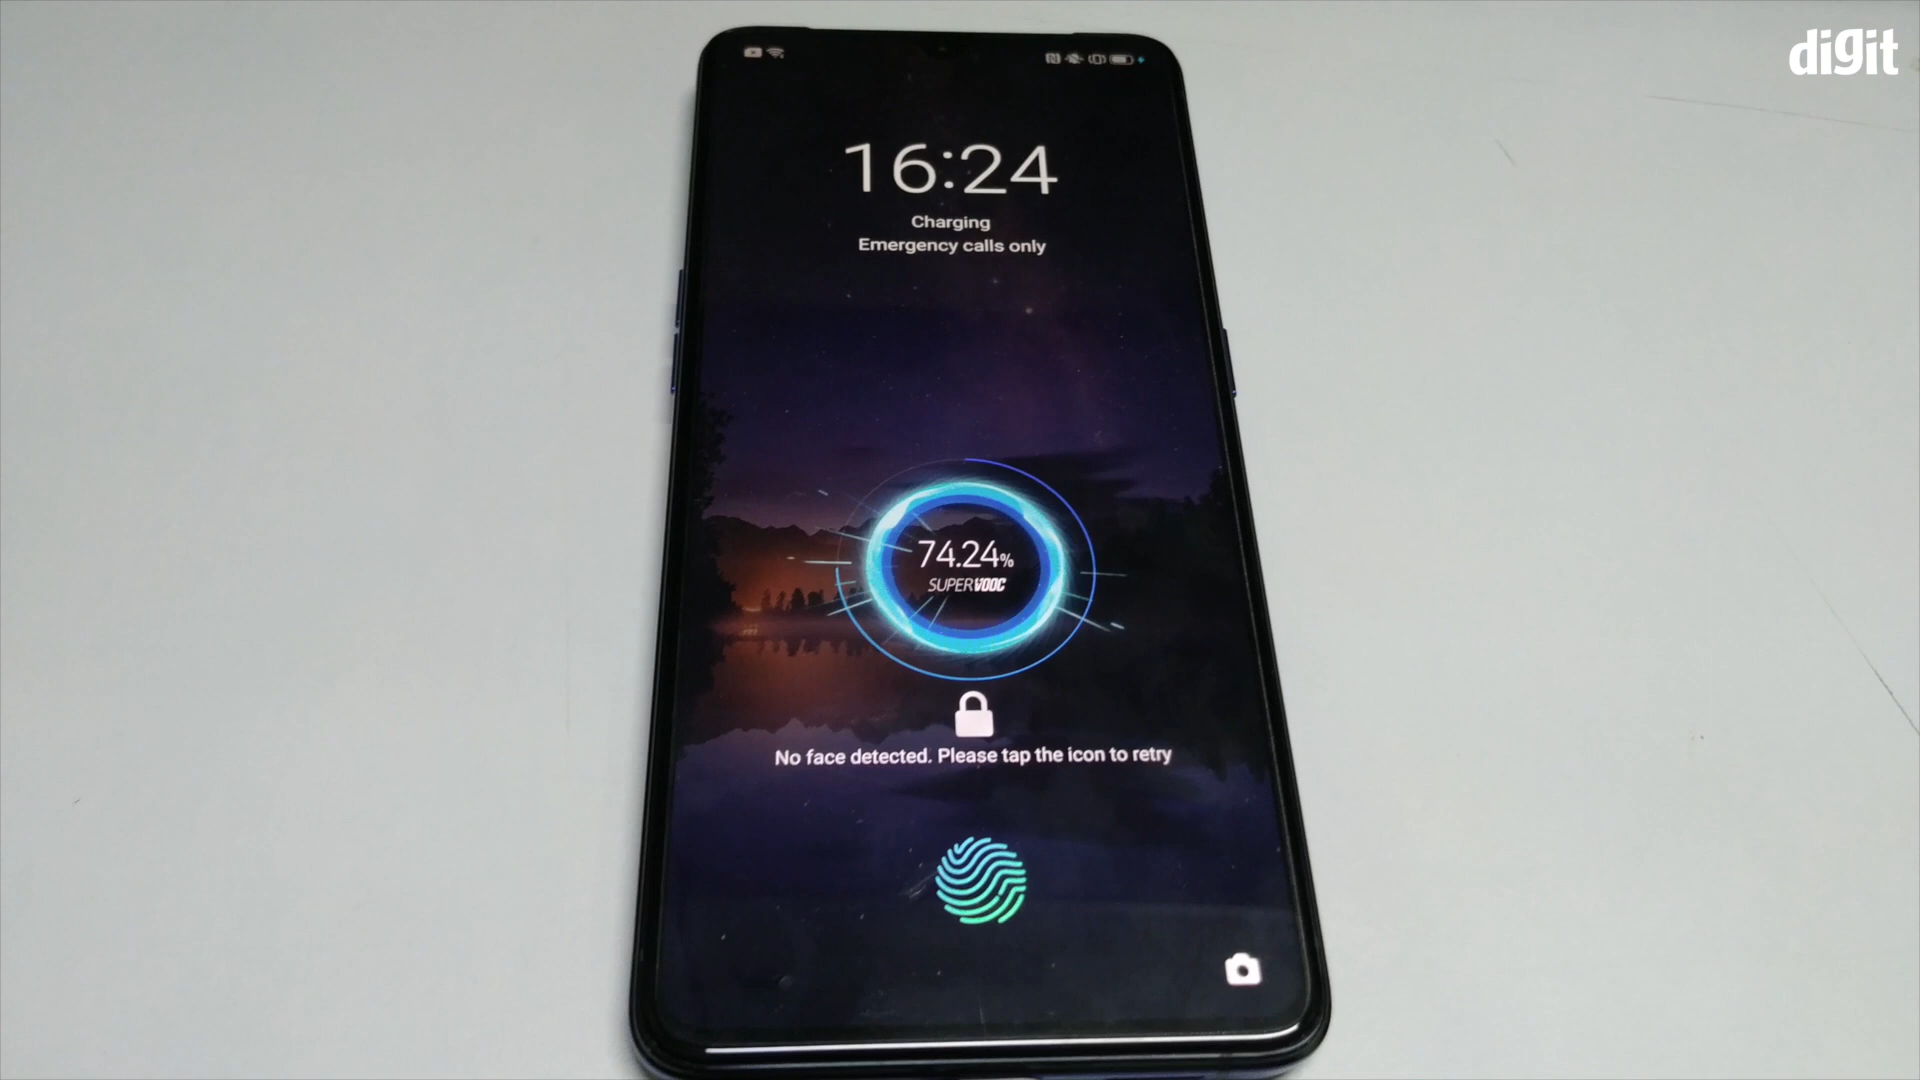 digit
16:24
Charging
Emergency calls only
74.24%
SUPERVOOC
No face detected. Please tap the icon to retry